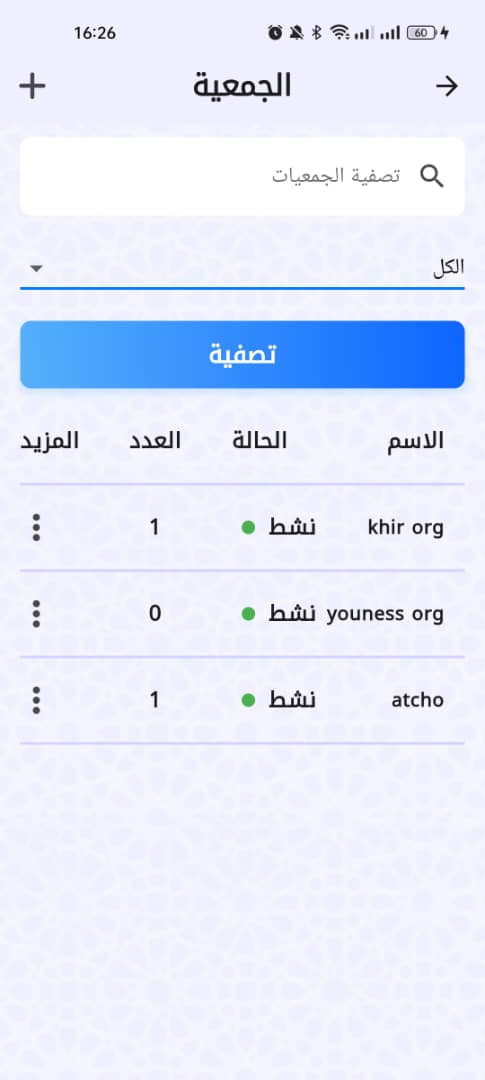 16:26
60
الجمعية
تصفية الجمعيات
الكل
تصفية
الاسم الحالة العدد المزيد
khir org نشط 1
youness org نشط 0
atcho نشط 1